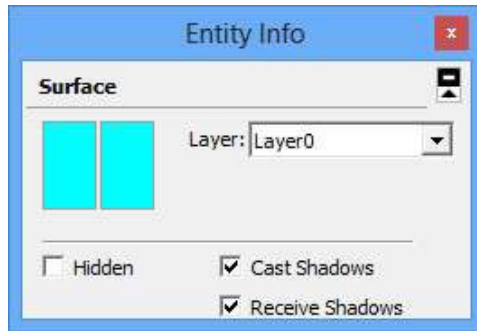 Entity Info
x
Surface
Layer: Layer0
Hidden
Cast Shadows
Receive Shadows